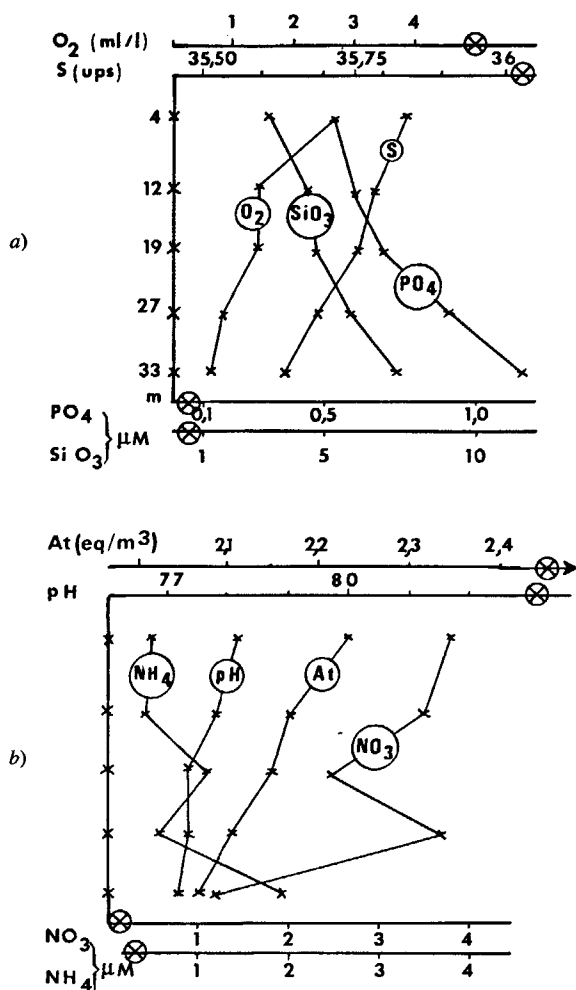 1 2 3 4
O2 (ml/l)
S (ups) 35,50 35,75 36
4
S
12
O2 SiO3
a)
19
PO4
27
33
m 0,1 0,5 1,0
PO4
μM
SiO3 1 5 10
At (eq/m3) 2,1 2,2 2,3 2,4
77 80
pH
NH4 pH At
NO3
b)
NO3 1 2 3 4
μM
NH4 1 2 3 4